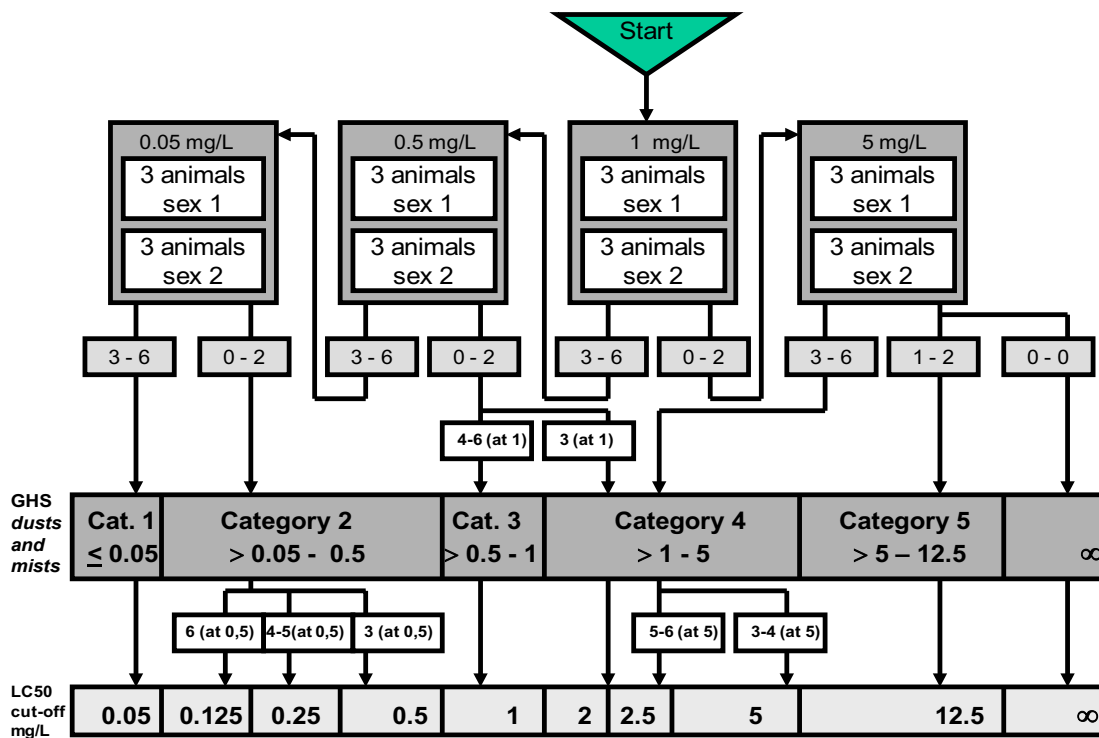 Start
0.05 mg/L
0.5 mg/L
1 mg/L
5 mg/L
3 animals
sex 1
3 animals
sex 1
3 animals
sex 1
3 animals
sex 1
3 animals
sex 2
3 animals
sex 2
3 animals
sex 2
3 animals
sex 2
3 - 6
0 - 2
3 - 6
0 - 2
3 - 6
0 - 2
3 - 6
1 - 2
0 - 0
4-6 (at 1)
3 (at 1)
GHS
dusts
and
mists
Cat. 1
≤ 0.05
Category 2
> 0.05 - 0.5
Cat. 3
> 0.5 - 1
Category 4
> 1 - 5
Category 5
> 5 – 12.5
∞
6 (at 0,5)
4-5(at 0,5)
3 (at 0,5)
5-6 (at 5)
3-4 (at 5)
LC50
cut-off
mg/L
0.05
0.125
0.25
0.5
1
2
2.5
5
12.5
∞